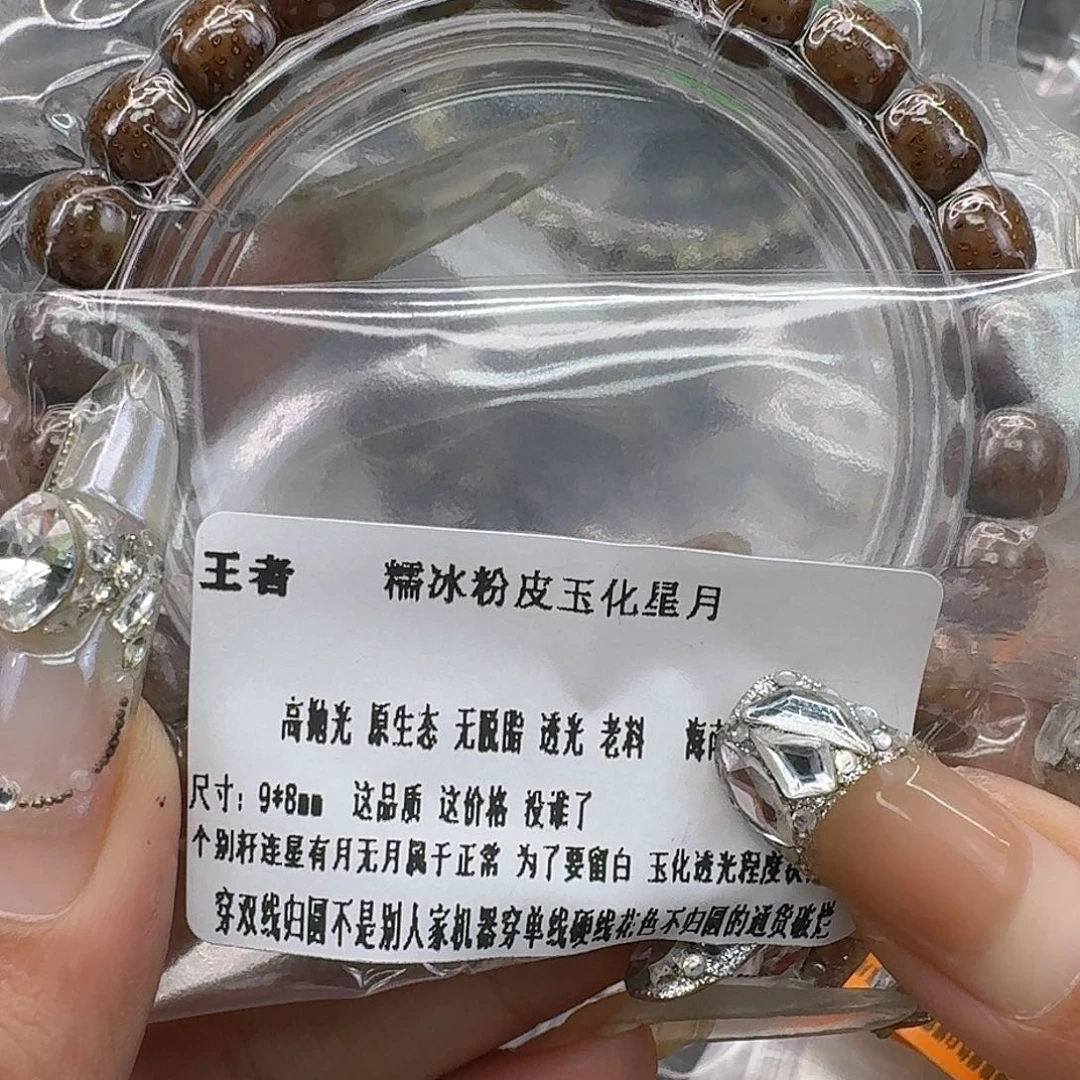 王者 糯冰粉皮玉化星月
高抛光 原生态 无脱脂 透光 老料 海南
尺寸：9*8mm 这品质 这价格 没谁了
个别籽连星有月无月属于正常 为了要留白 玉化透光程度
穿双线归圆不是别人家机器穿单线硬线花色不归圆的通货破烂